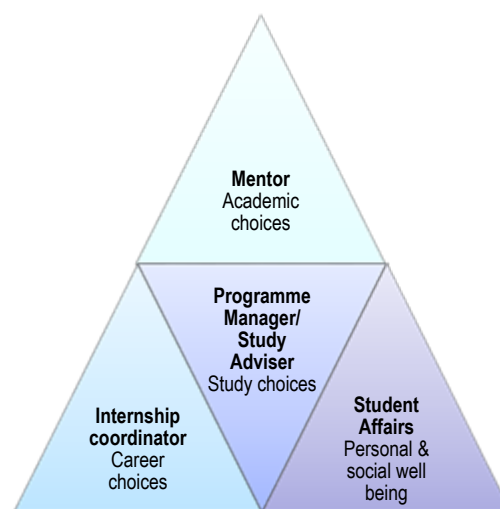 Mentor
Academic
choices
Programme
Manager/
Study
Adviser
Study choices
Internship
coordinator
Career
choices
Student
Affairs
Personal &
social well
being